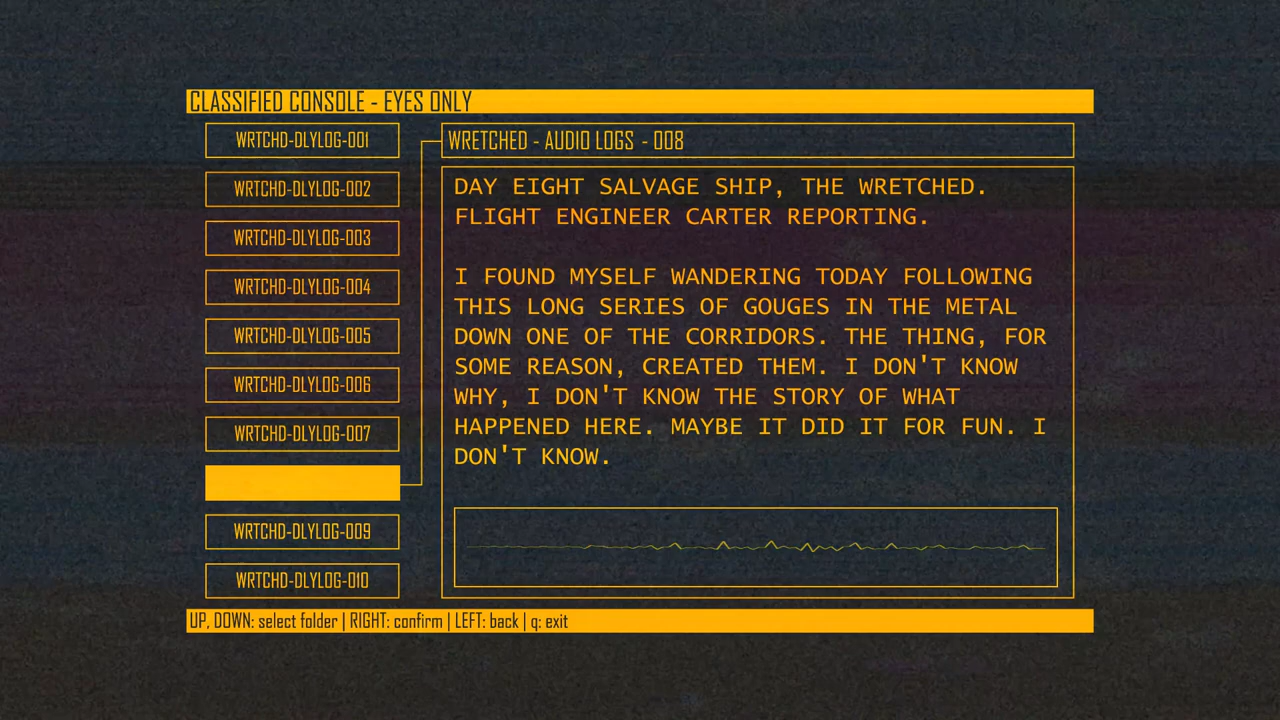 CLASSIFIED CONSOLE - EYES ONLY
WRTCHD-DLYLOG-001
WRTCHD-DLYLOG-002
WRTCHD-DLYLOG-003
WRTCHD-DLYLOG-004
WRTCHD-DLYLOG-005
WRTCHD-DLYLOG-006
WRTCHD-DLYLOG-007
WRTCHD-DLYLOG-009
WRTCHD-DLYLOG-010
WRETCHED - AUDIO LOGS - 008
DAY EIGHT SALVAGE SHIP, THE WRETCHED.
FLIGHT ENGINEER CARTER REPORTING.
I FOUND MYSELF WANDERING TODAY FOLLOWING
THIS LONG SERIES OF GOUGES IN THE METAL
DOWN ONE OF THE CORRIDORS. THE THING, FOR
SOME REASON, CREATED THEM. I DON'T KNOW
WHY, I DON'T KNOW THE STORY OF WHAT
HAPPENED HERE. MAYBE IT DID IT FOR FUN. I
DON'T KNOW.
UP, DOWN: select folder | RIGHT: confirm | LEFT: back | q: exit